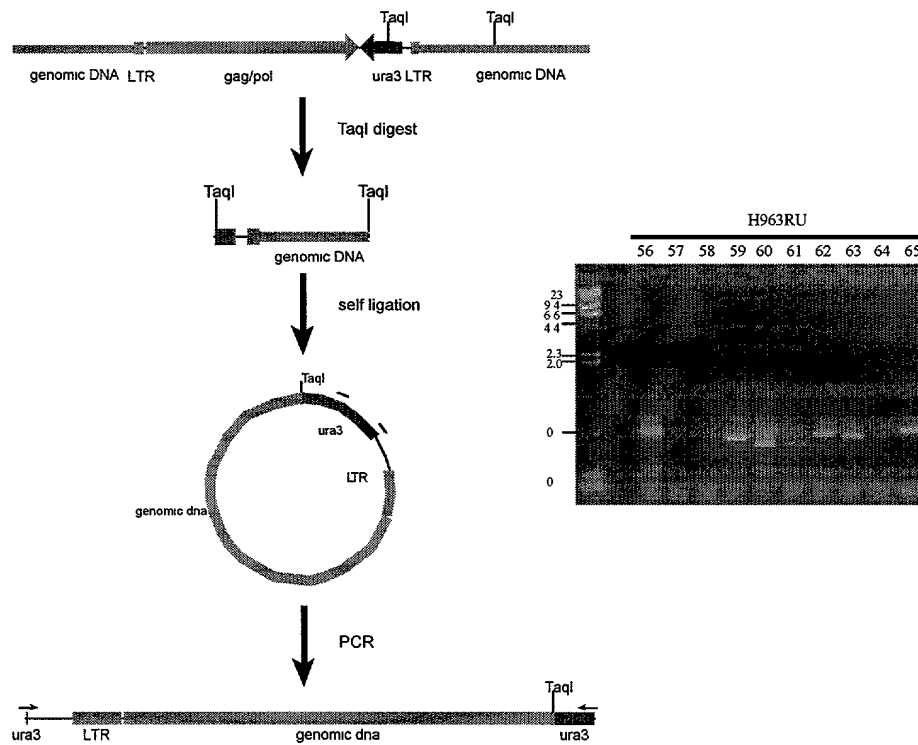 TaqI TaqI
genomic DNA LTR gag/pol ura3 LTR genomic DNA
TaqI digest
TaqI TaqI
genomic DNA
self ligation
TaqI
ura3
LTR
genomic dna
PCR
TaqI
ura3 LTR genomic dna ura3
H963RU
56 57 58 59 60 61 62 63 64 65
23
9 4
6 6
4 4
2.3
2.0
0
0